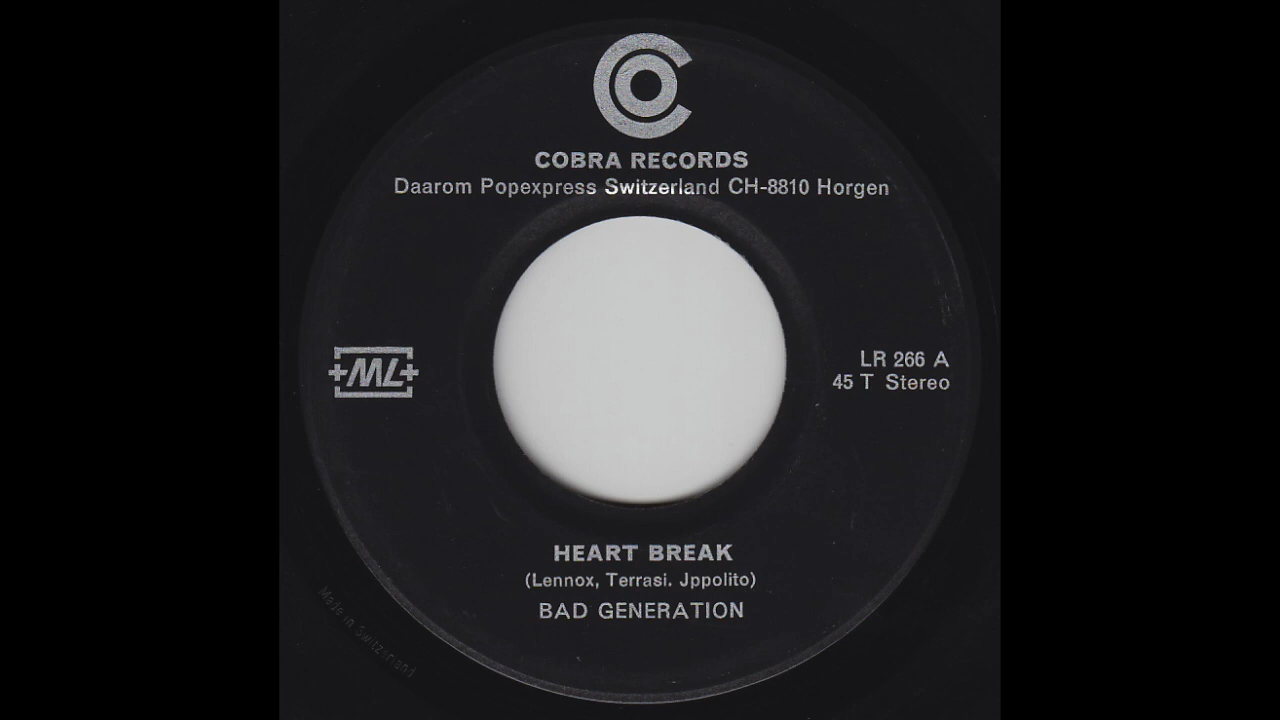 COBRA RECORDS
Daarom Popexpress Switzerland CH-8810 Horgen
ML
LR 266 A
45 T Stereo
HEART BREAK
(Lennox, Terrasi. Jppolito)
BAD GENERATION
Made in Switzerland